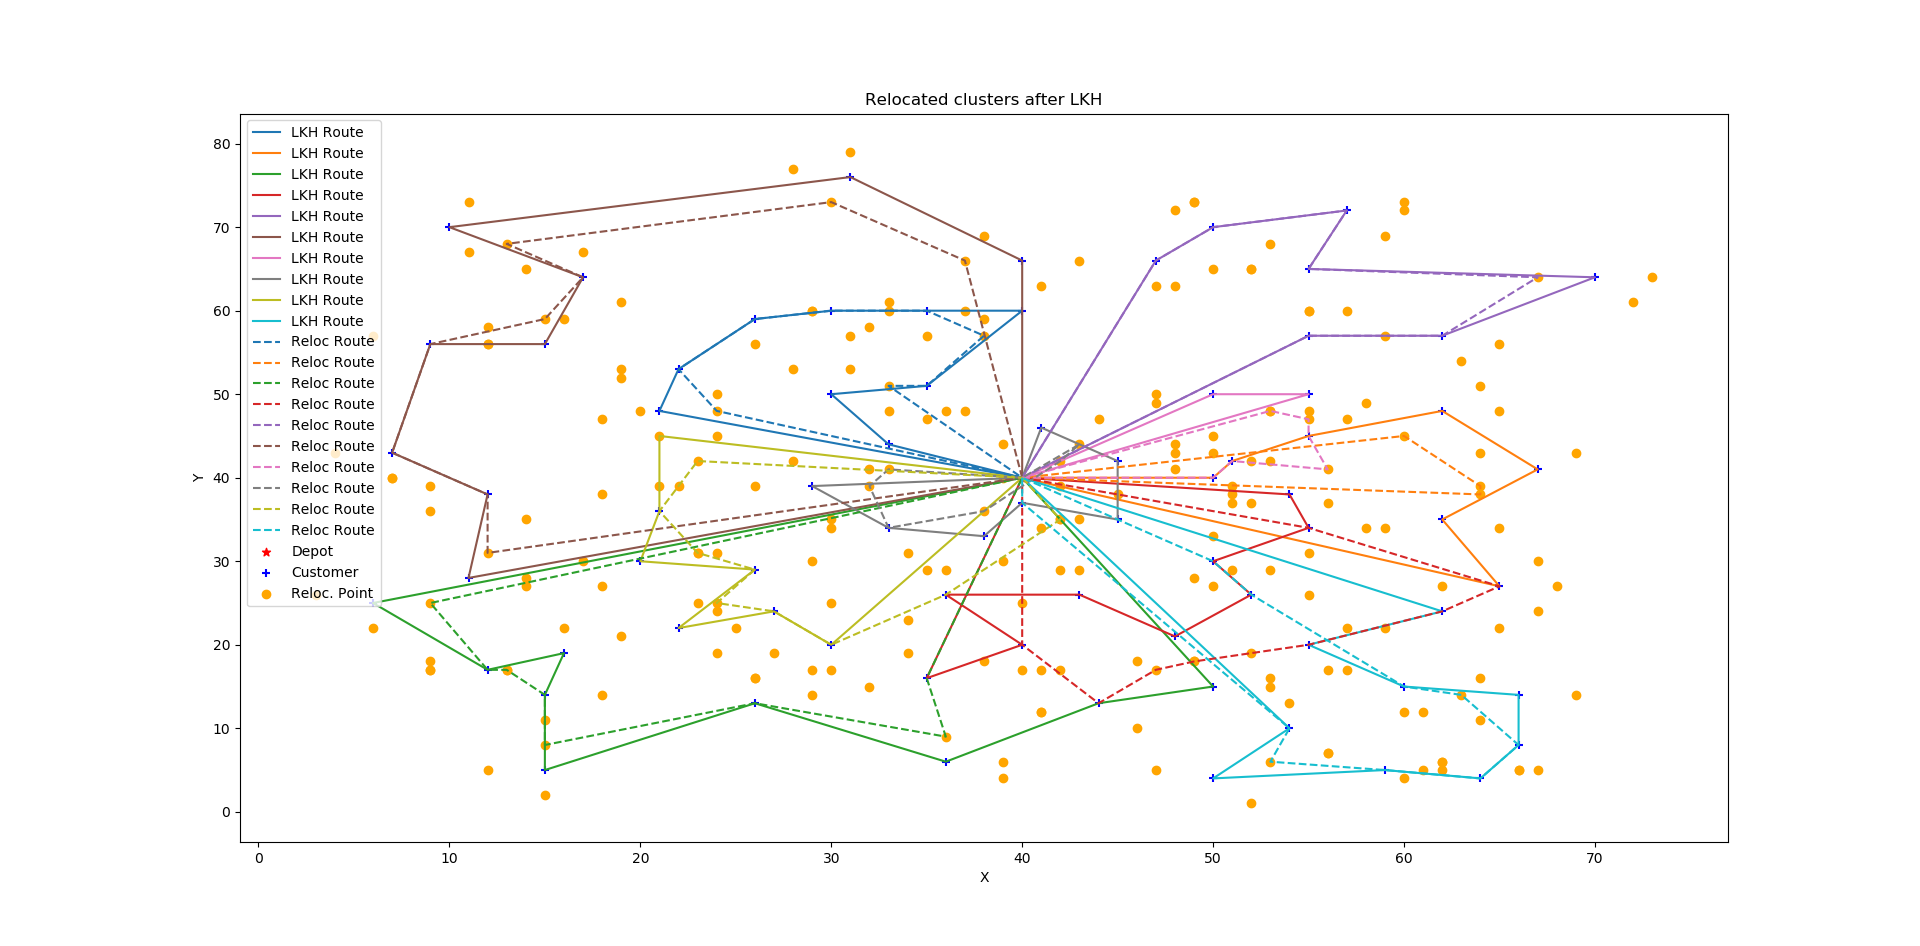 Relocated clusters after LKH
80
70
60
50
40
30
20
10
0
Y
LKH Route
LKH Route
LKH Route
LKH Route
LKH Route
LKH Route
LKH Route
LKH Route
LKH Route
LKH Route
Reloc Route
Reloc Route
Reloc Route
Reloc Route
Reloc Route
Reloc Route
Reloc Route
Reloc Route
Reloc Route
Reloc Route
Depot
Customer
Reloc. Point
0 10 20 30 40 50 60 70
X